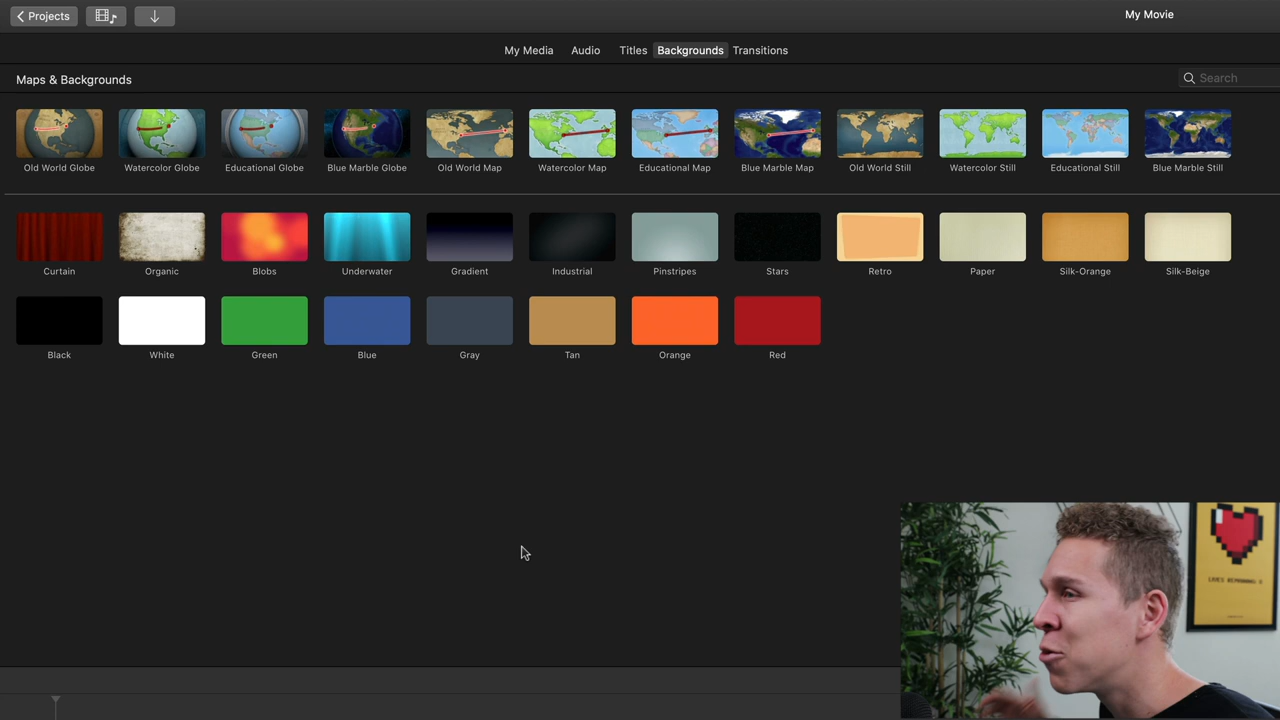 Projects
My Movie
My Media Audio Titles Backgrounds Transitions
Maps & Backgrounds
Search
Old World Globe Watercolor Globe Educational Globe Blue Marble Globe Old World Map Watercolor Map Educational Map Blue Marble Map Old World Still Watercolor Still Educational Still Blue Marble Still
Curtain Organic Blobs Underwater Gradient Industrial Pinstripes Stars Retro Paper Silk-Orange Silk-Beige
Black White Green Blue Gray Tan Orange Red
LIVES REMAINING: